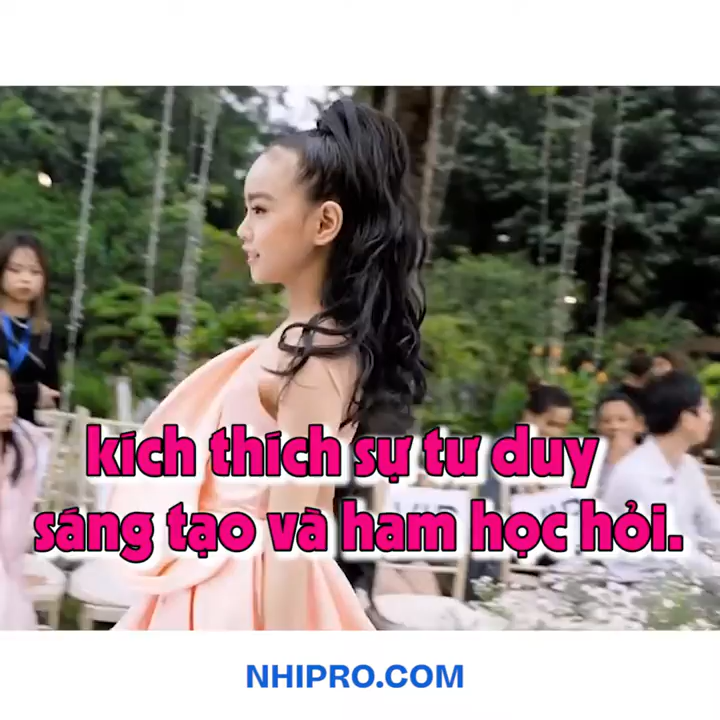 kích thích sự tư duy
sáng tạo và ham học hỏi.
NHIPRO.COM